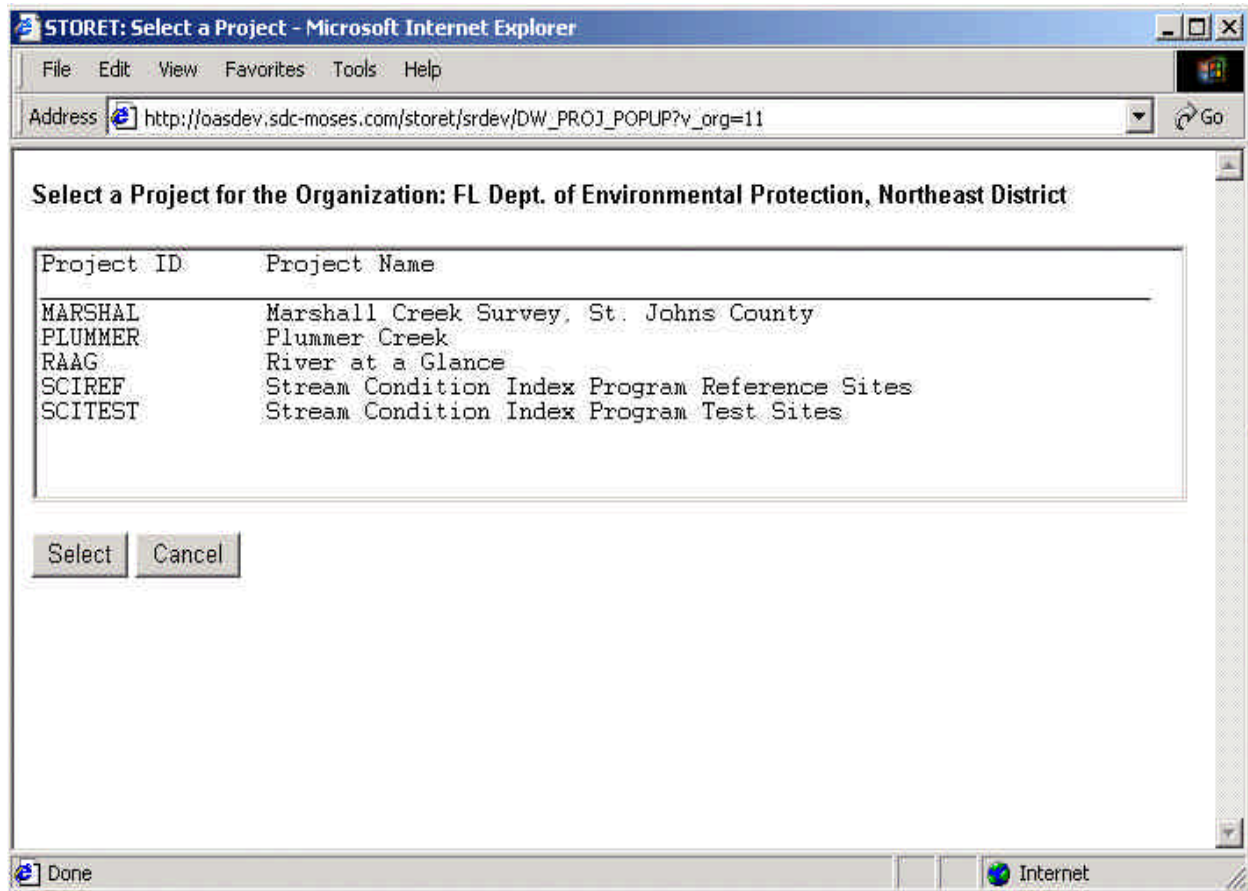 STORET: Select a Project - Microsoft Internet Explorer
File Edit View Favorites Tools Help
Address http://oasdev.sdc-moses.com/storet/srdev/DW_PROJ_POPUP?v_org=11 Go
Select a Project for the Organization: FL Dept. of Environmental Protection, Northeast District
Project ID Project Name
MARSHAL Marshall Creek Survey, St. Johns County
PLUMMER Plummer Creek
RAAG River at a Glance
SCIREF Stream Condition Index Program Reference Sites
SCITEST Stream Condition Index Program Test Sites
Select Cancel
Done Internet